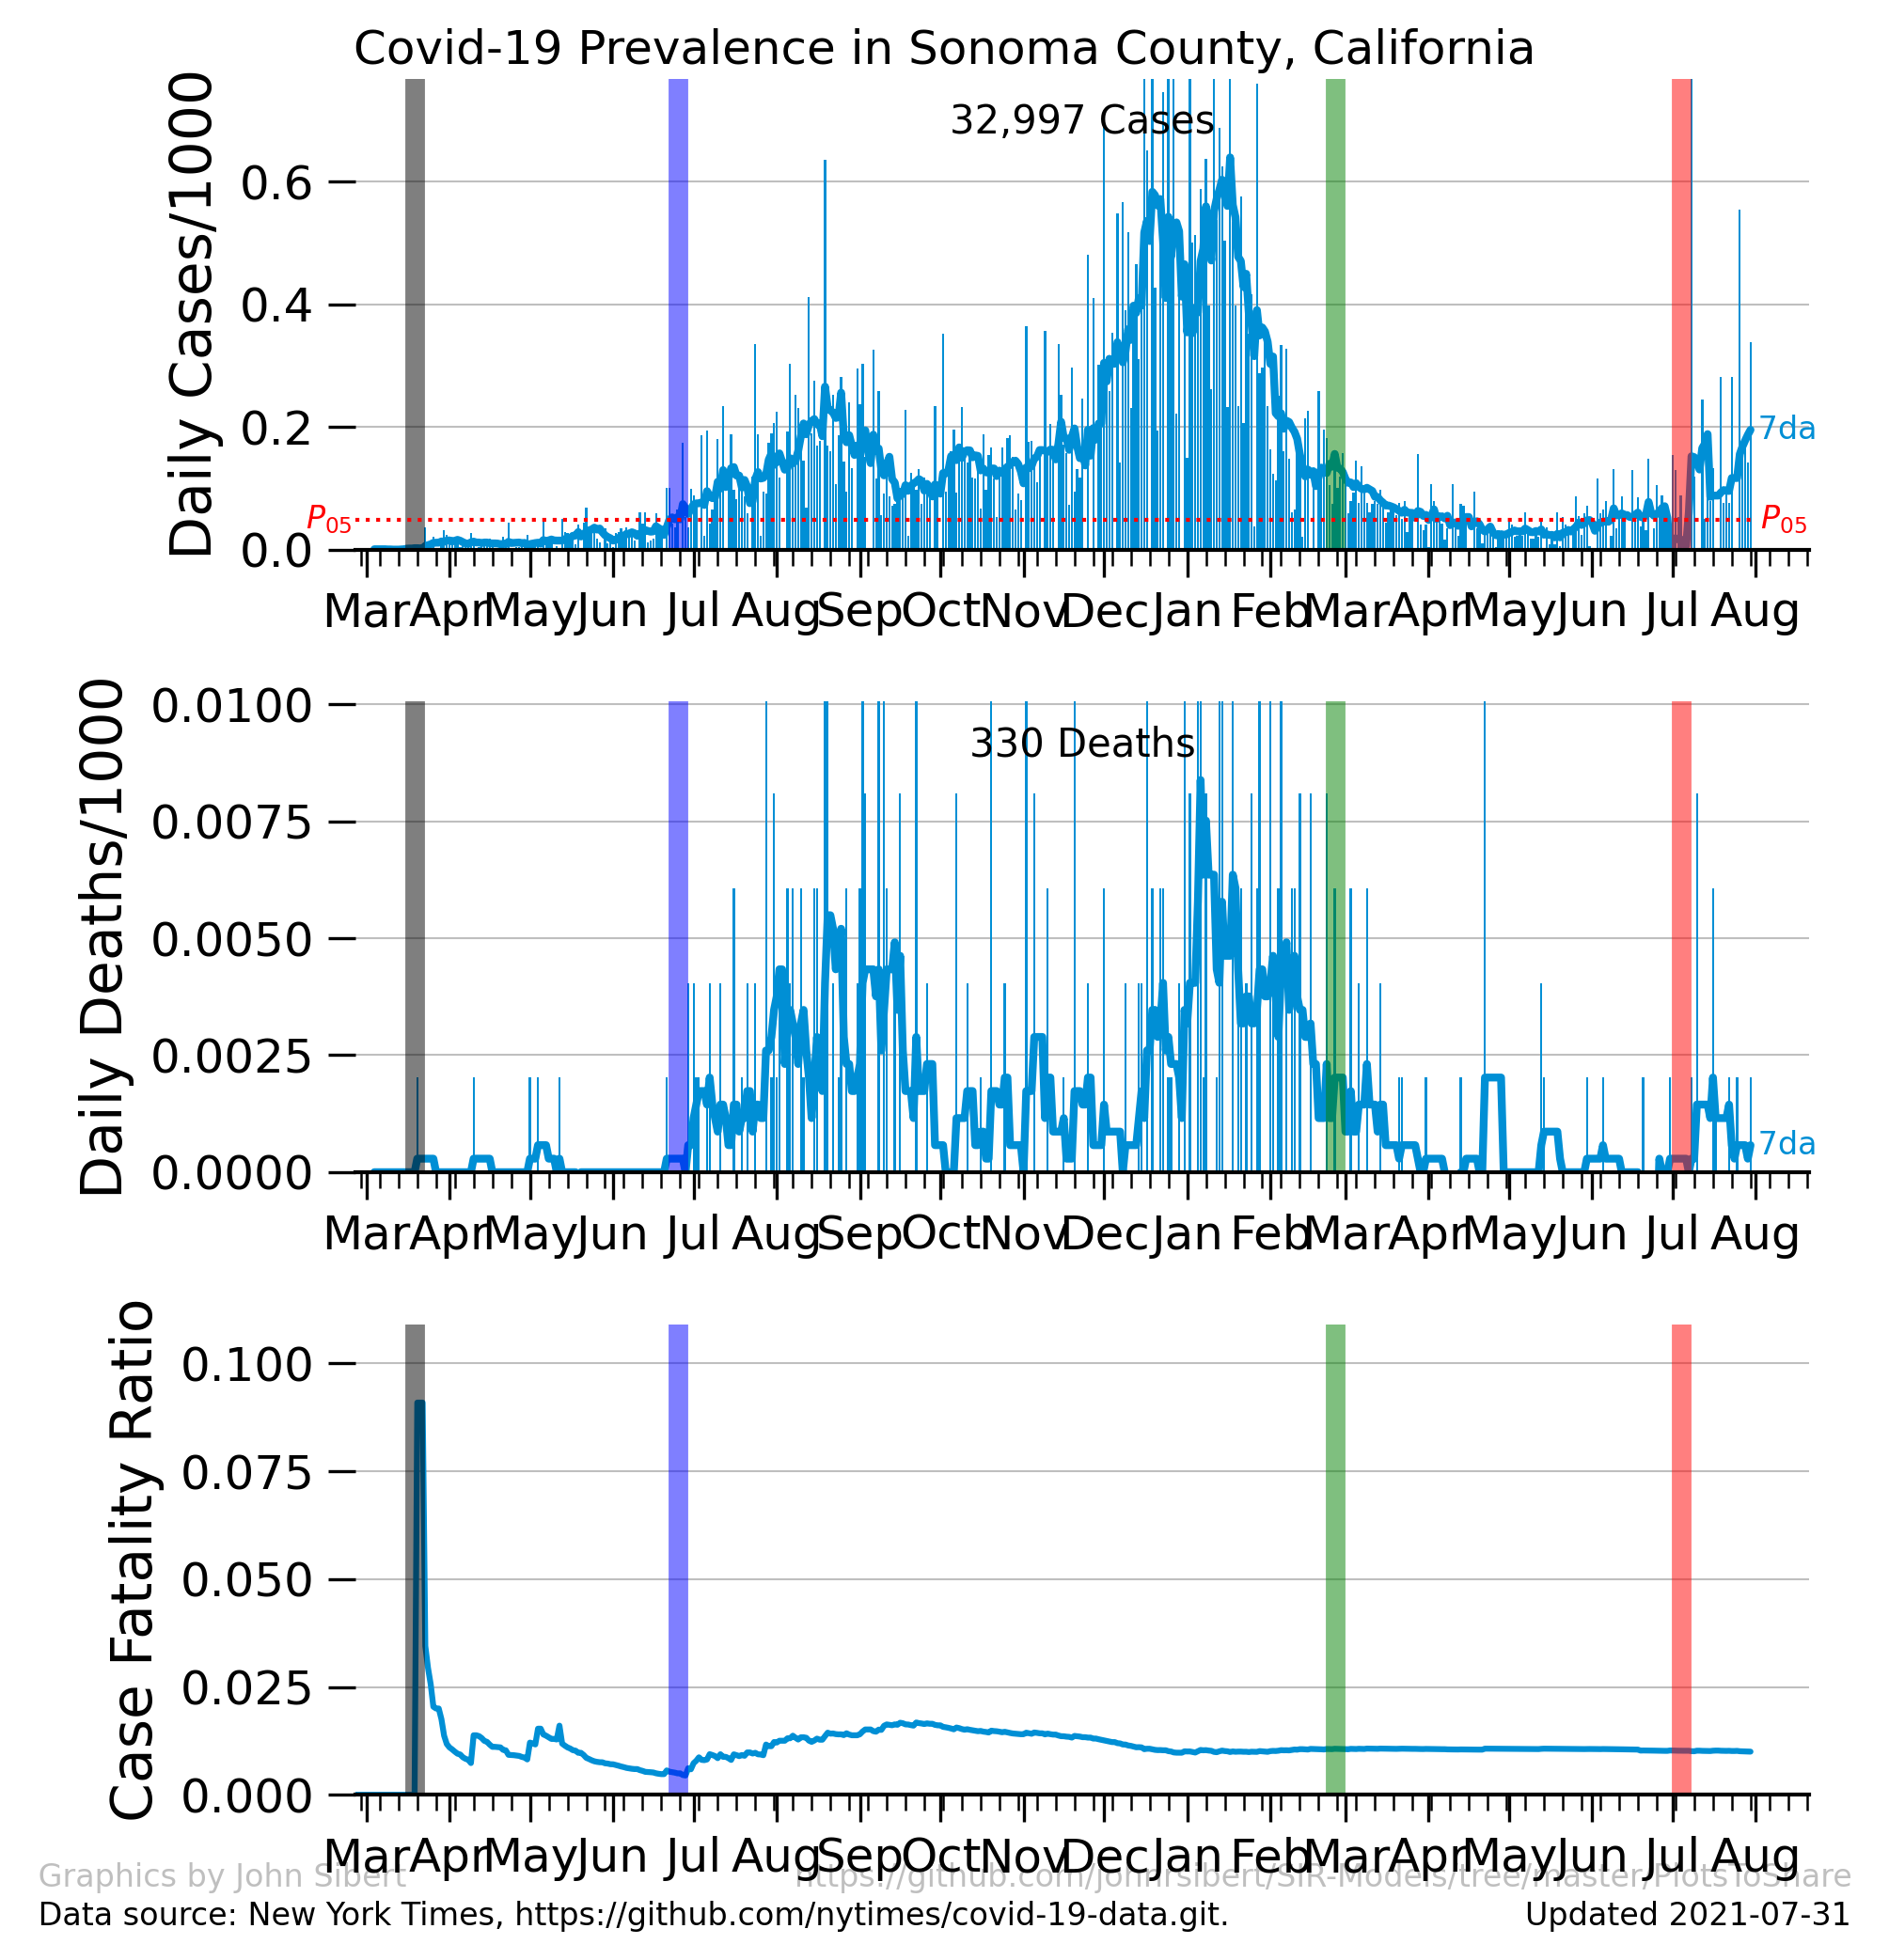 Covid-19 Prevalence in Sonoma County, California
Daily Cases/1000
32,997 Cases
0.6
0.4
0.2
0.0
7da
P05
P05
Mar Apr May Jun Jul Aug Sep Oct Nov Dec Jan Feb Mar Apr May Jun Jul Aug
Daily Deaths/1000
330 Deaths
0.0100
0.0075
0.0050
0.0025
0.0000
7da
Mar Apr May Jun Jul Aug Sep Oct Nov Dec Jan Feb Mar Apr May Jun Jul Aug
Case Fatality Ratio
0.100
0.075
0.050
0.025
0.000
Mar Apr May Jun Jul Aug Sep Oct Nov Dec Jan Feb Mar Apr May Jun Jul Aug
Graphics by John Sibert
https://github.com/johnrsibert/SIR-Models/tree/master/PlotsToShare
Data source: New York Times, https://github.com/nytimes/covid-19-data.git.
Updated 2021-07-31